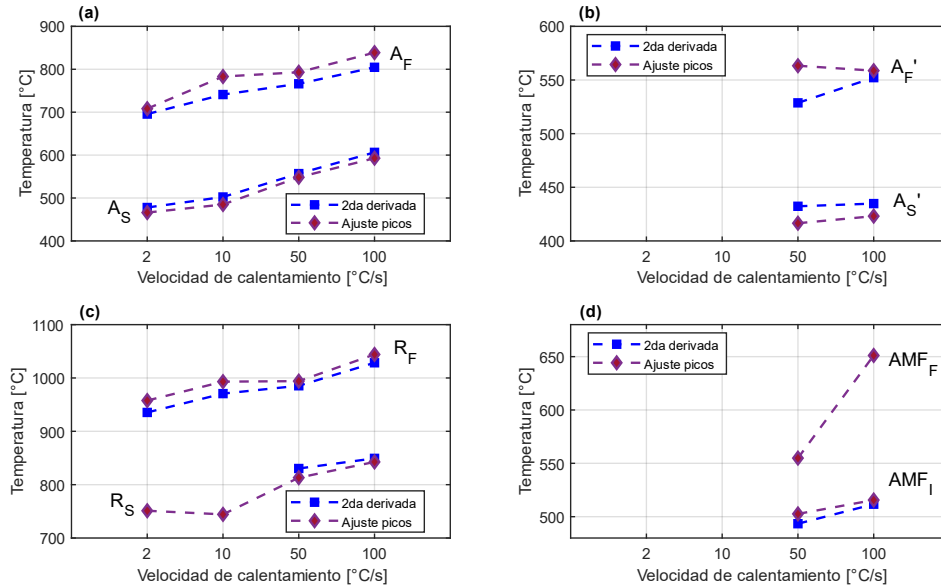 (a)
900
800
700
600
500
400
Temperatura [°C]
A_F
A_S
2da derivada
Ajuste picos
2 10 50 100
Velocidad de calentamiento [°C/s]
(b)
600
550
500
450
400
Temperatura [°C]
2da derivada
Ajuste picos
A_F'
A_S'
2 10 50 100
Velocidad de calentamiento [°C/s]
(c)
1100
1000
900
800
700
Temperatura [°C]
R_F
R_S
2da derivada
Ajuste picos
2 10 50 100
Velocidad de calentamiento [°C/s]
(d)
650
600
550
500
Temperatura [°C]
2da derivada
Ajuste picos
AMF_F
AMF_I
2 10 50 100
Velocidad de calentamiento [°C/s]